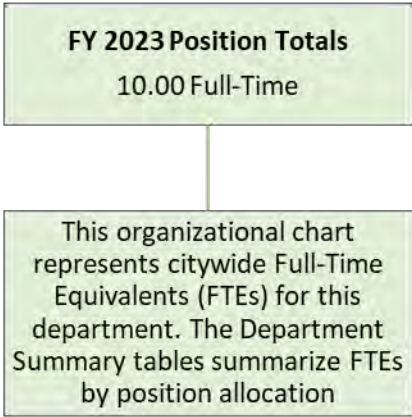 FY 2023 Position Totals
10.00 Full-Time
This organizational chart
represents citywide Full-Time
Equivalents (FTEs) for this
department. The Department
Summary tables summarize FTEs
by position allocation